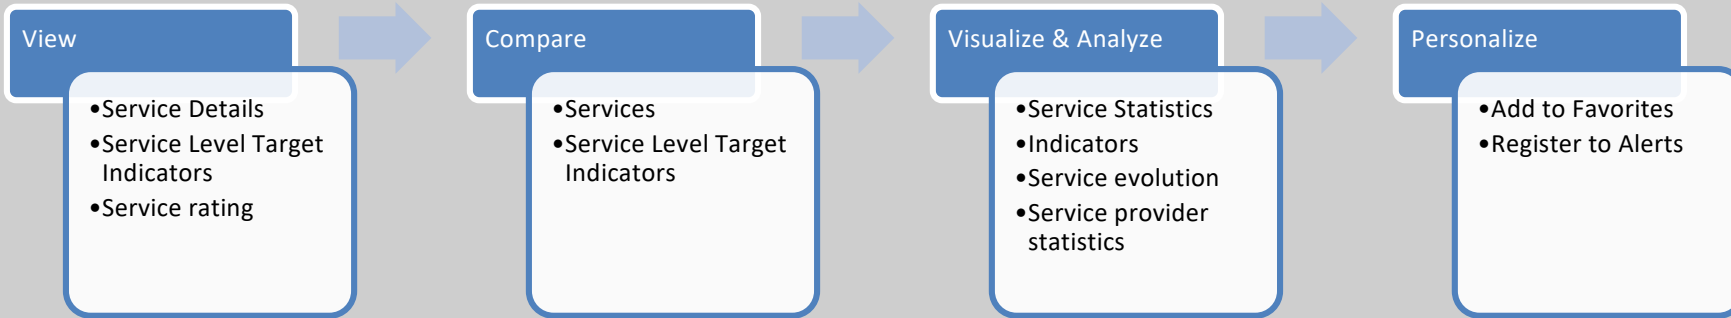 View
•Service Details
•Service Level Target
Indicators
•Service rating
Compare
•Services
•Service Level Target
Indicators
Visualize & Analyze
•Service Statistics
•Indicators
•Service evolution
•Service provider
statistics
Personalize
•Add to Favorites
•Register to Alerts